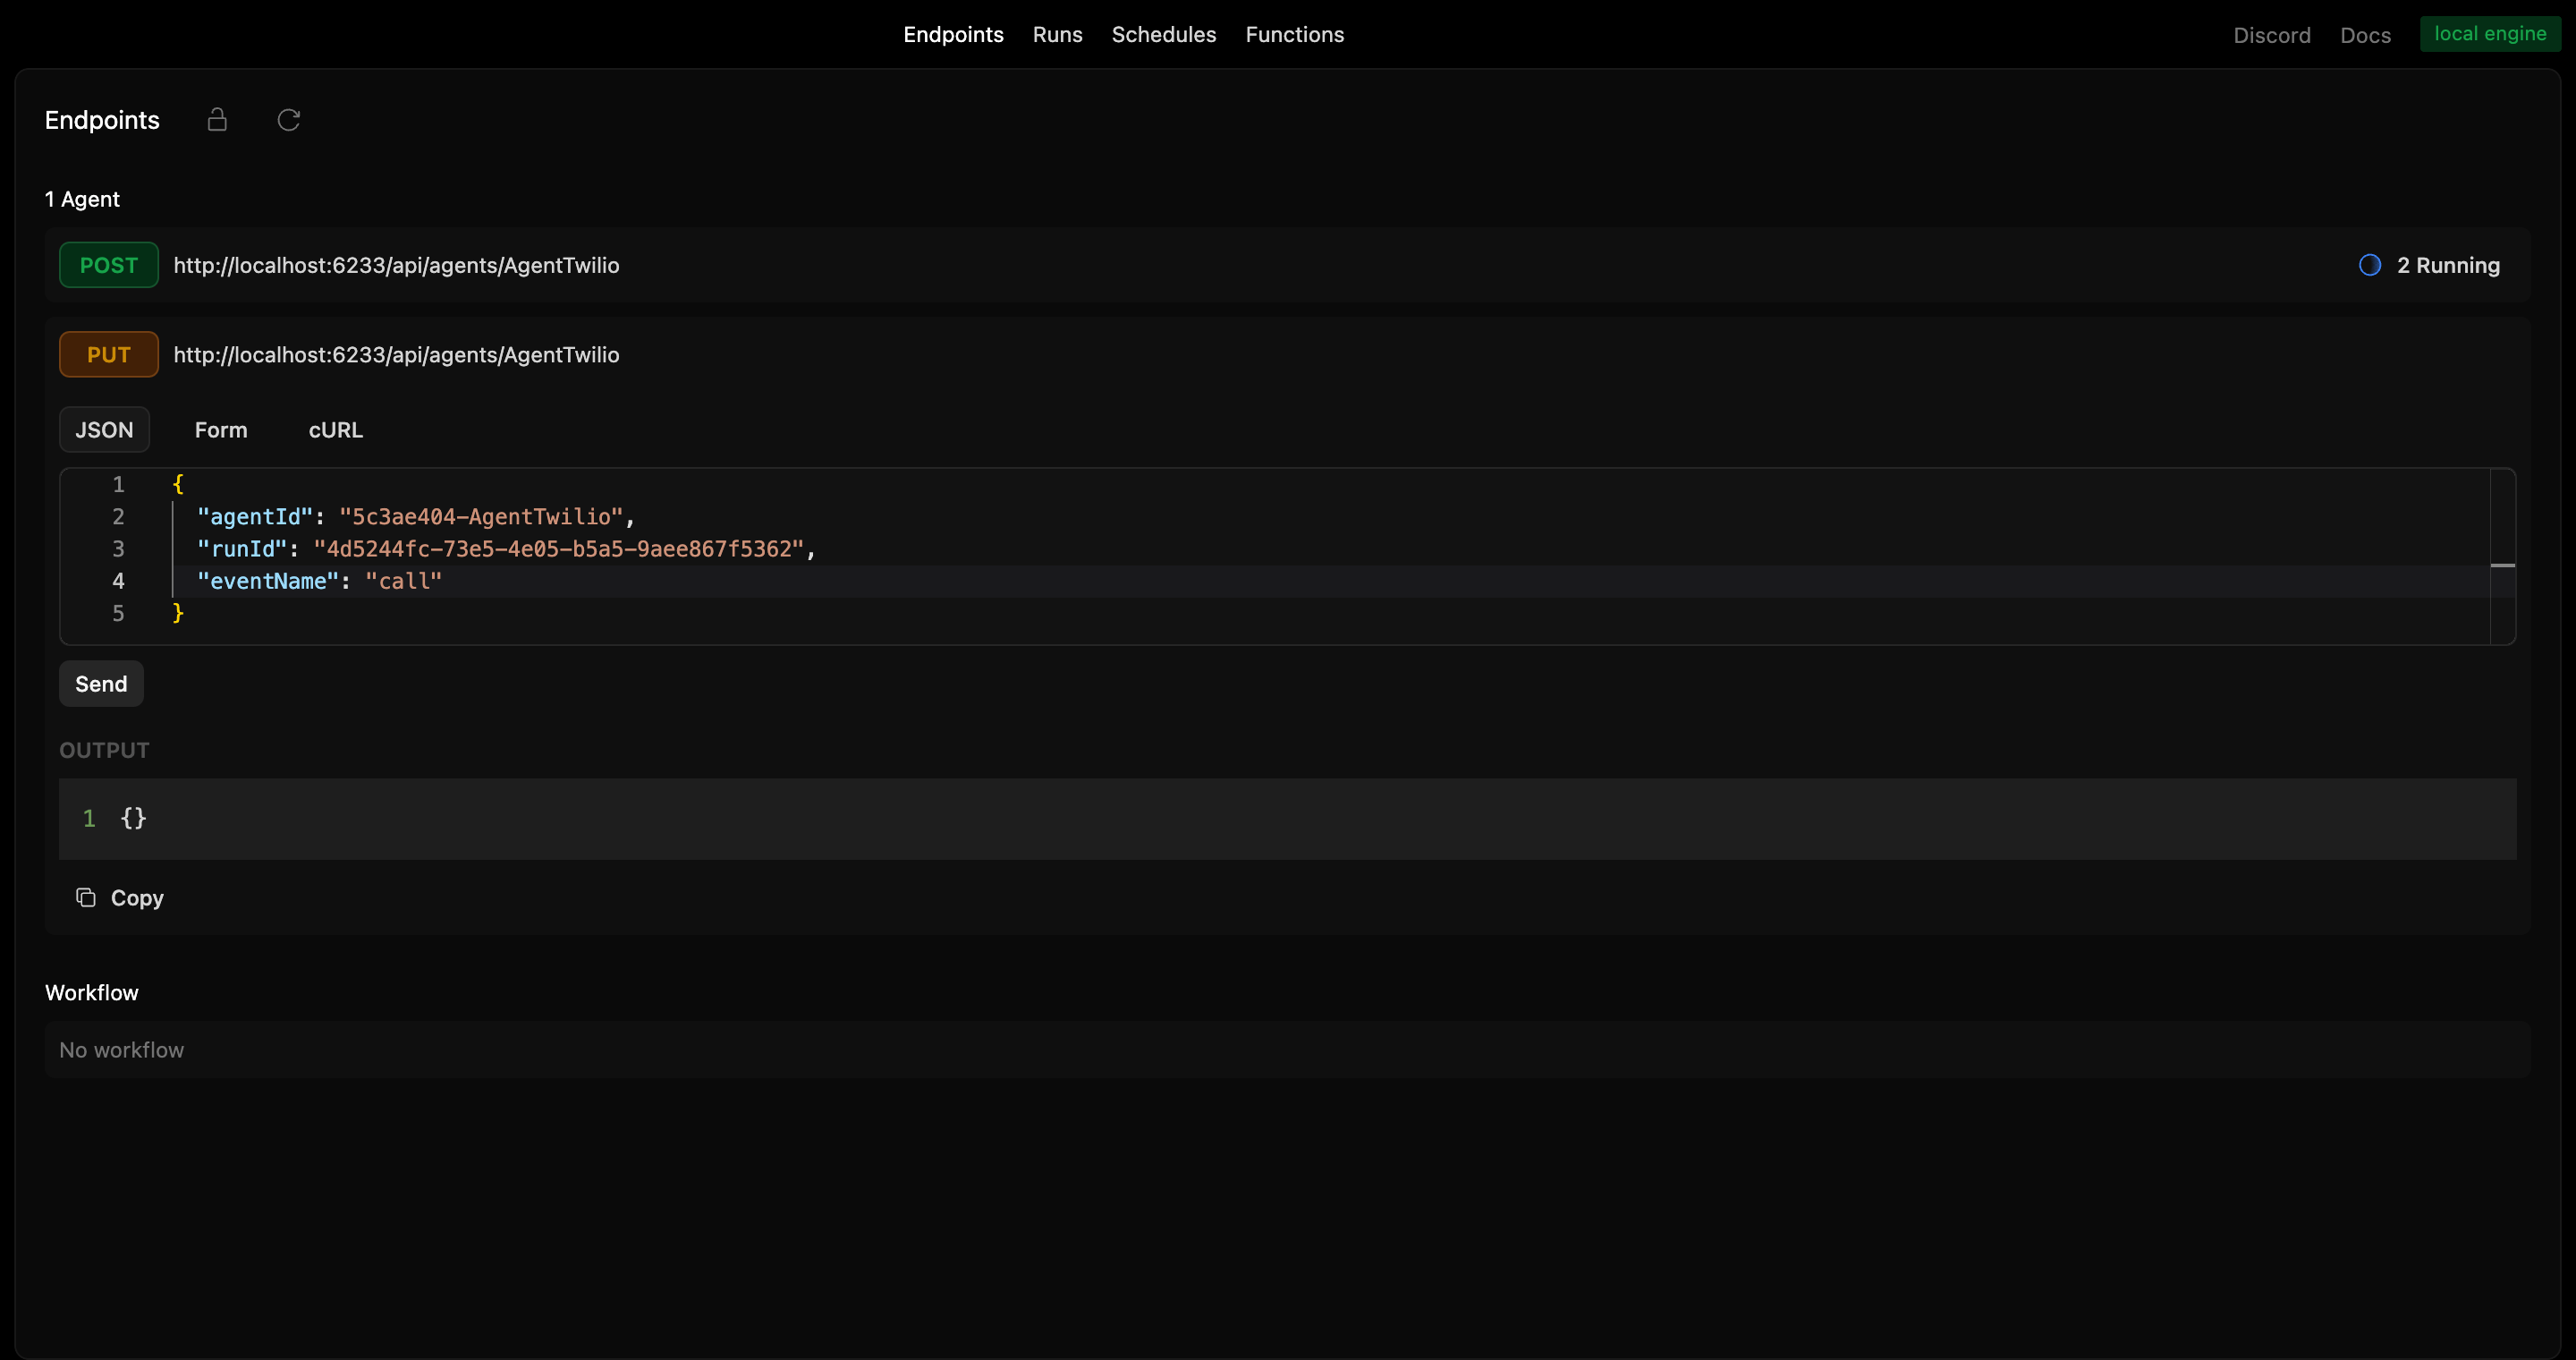 Endpoints Runs Schedules Functions Discord Docs local engine
Endpoints
1 Agent
POST http://localhost:6233/api/agents/AgentTwilio 2 Running
PUT http://localhost:6233/api/agents/AgentTwilio
JSON Form cURL
1 {
2 "agentId": "5c3ae404-AgentTwilio",
3 "runId": "4d5244fc-73e5-4e05-b5a5-9aee867f5362",
4 "eventName": "call"
5 }
Send
OUTPUT
1 {}
Copy
Workflow
No workflow